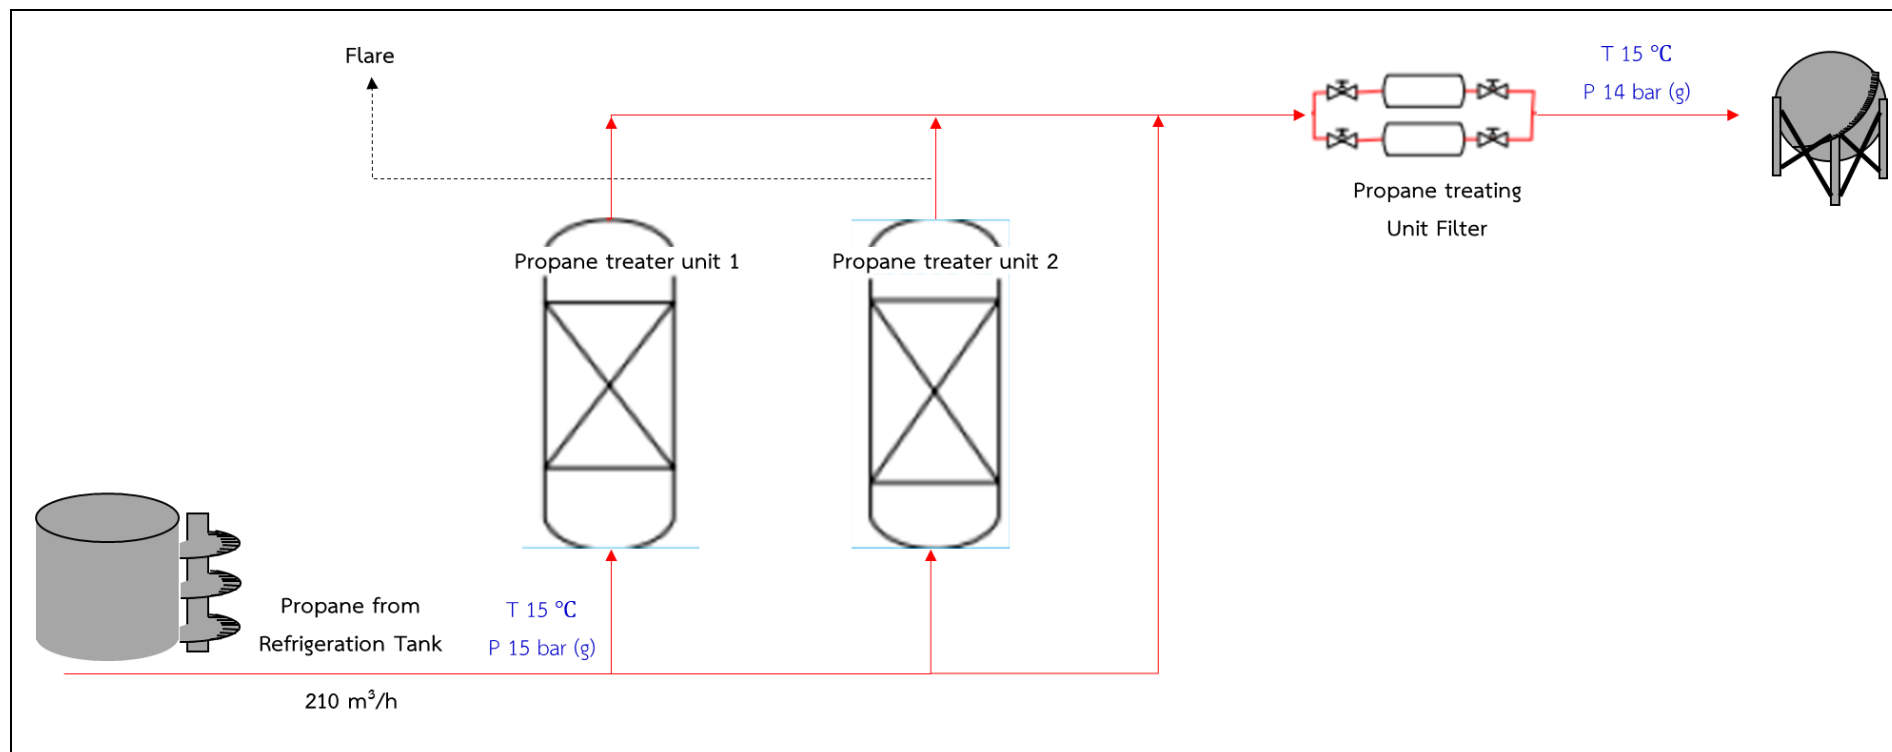 Flare
T 15 °C
P 14 bar (g)
Propane treating
Unit Filter
Propane treater unit 1
Propane treater unit 2
Propane from
Refrigeration Tank
T 15 °C
P 15 bar (g)
210 m³/h